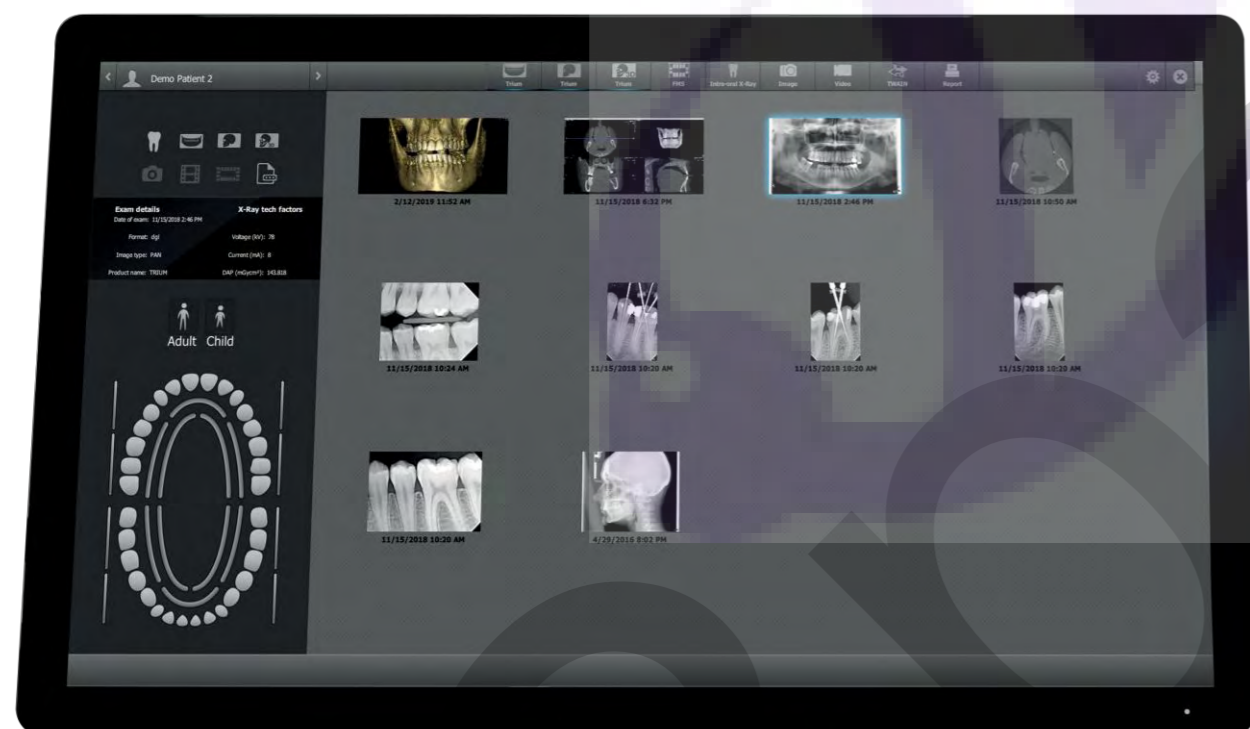 Demo Patient 2
Trium
Trium
Trium
FMS
Intra-oral X-Ray
Image
Video
TWAIN
Report
Exam details
X-Ray tech factors
Date of exam: 11/15/2018 2:46 PM
Format: dgl
Voltage (kV): 78
Image type: PAN
Current (mA): 8
Product name: TRIUM
DAP (mGycm²): 143.818
Adult Child
2/12/2019 11:52 AM
11/15/2018 6:32 PM
11/15/2018 2:46 PM
11/15/2018 10:50 AM
11/15/2018 10:24 AM
11/15/2018 10:20 AM
11/15/2018 10:20 AM
11/15/2018 10:20 AM
11/15/2018 10:20 AM
4/29/2016 8:02 PM